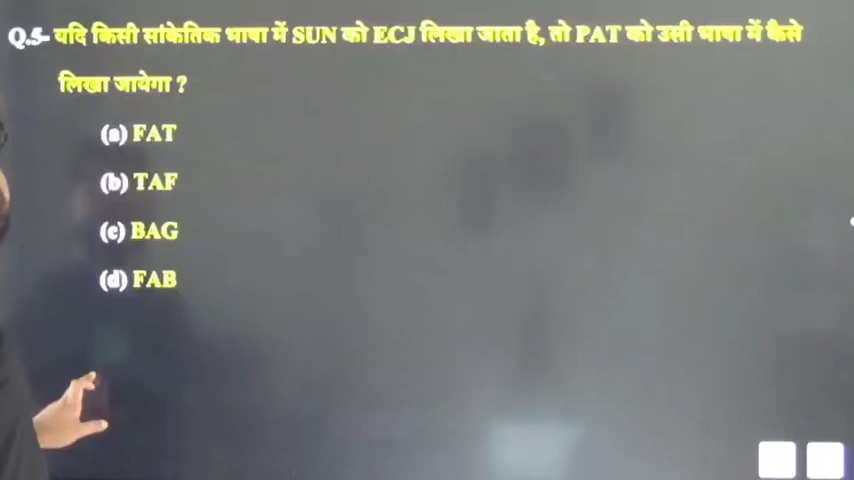 Q.5- यदि किसी सांकेतिक भाषा में SUN को ECJ लिखा जाता है, तो PAT को उसी भाषा में कैसे
लिखा जायेगा ?
(a) FAT
(b) TAF
(c) BAG
(d) FAB